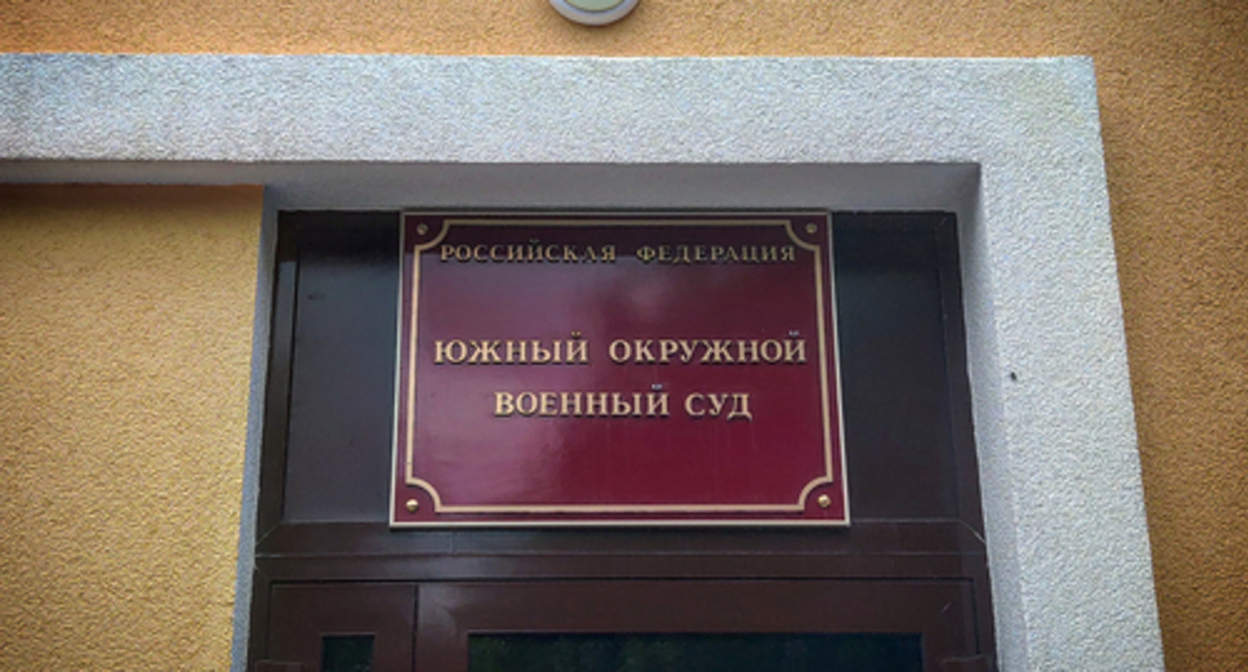 РОССИЙСКАЯ ФЕДЕРАЦИЯ
ЮЖНЫЙ ОКРУЖНОЙ
ВОЕННЫЙ СУД